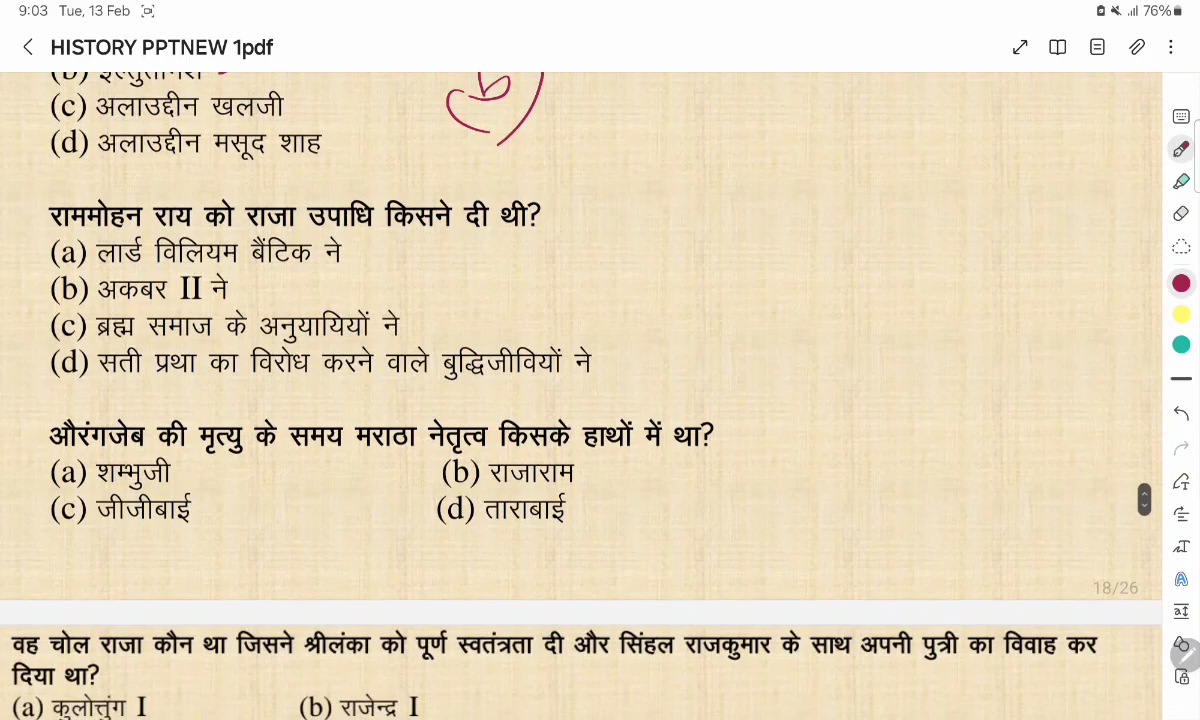 9:03 Tue, 13 Feb 76%
HISTORY PPTNEW 1pdf
(c) अलाउद्दीन खलजी
(d) अलाउद्दीन मसूद शाह
राममोहन राय को राजा उपाधि किसने दी थी?
(a) लार्ड विलियम बैंटिक ने
(b) अकबर II ने
(c) ब्रह्म समाज के अनुयायियों ने
(d) सती प्रथा का विरोध करने वाले बुद्धिजीवियों ने
औरंगजेब की मृत्यु के समय मराठा नेतृत्व किसके हाथों में था?
(a) शम्भुजी (b) राजाराम
(c) जीजीबाई (d) ताराबाई
18/26
वह चोल राजा कौन था जिसने श्रीलंका को पूर्ण स्वतंत्रता दी और सिंहल राजकुमार के साथ अपनी पुत्री का विवाह कर
दिया था?
(a) कुलोत्तुंग I (b) राजेन्द्र I